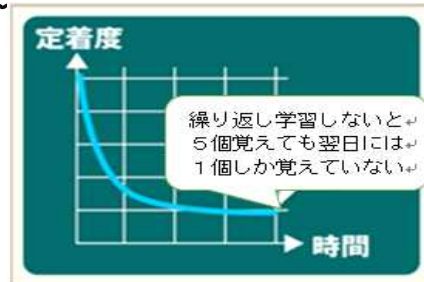 定着度
繰り返し学習しないと
５個覚えても翌日には
１個しか覚えていない
時間